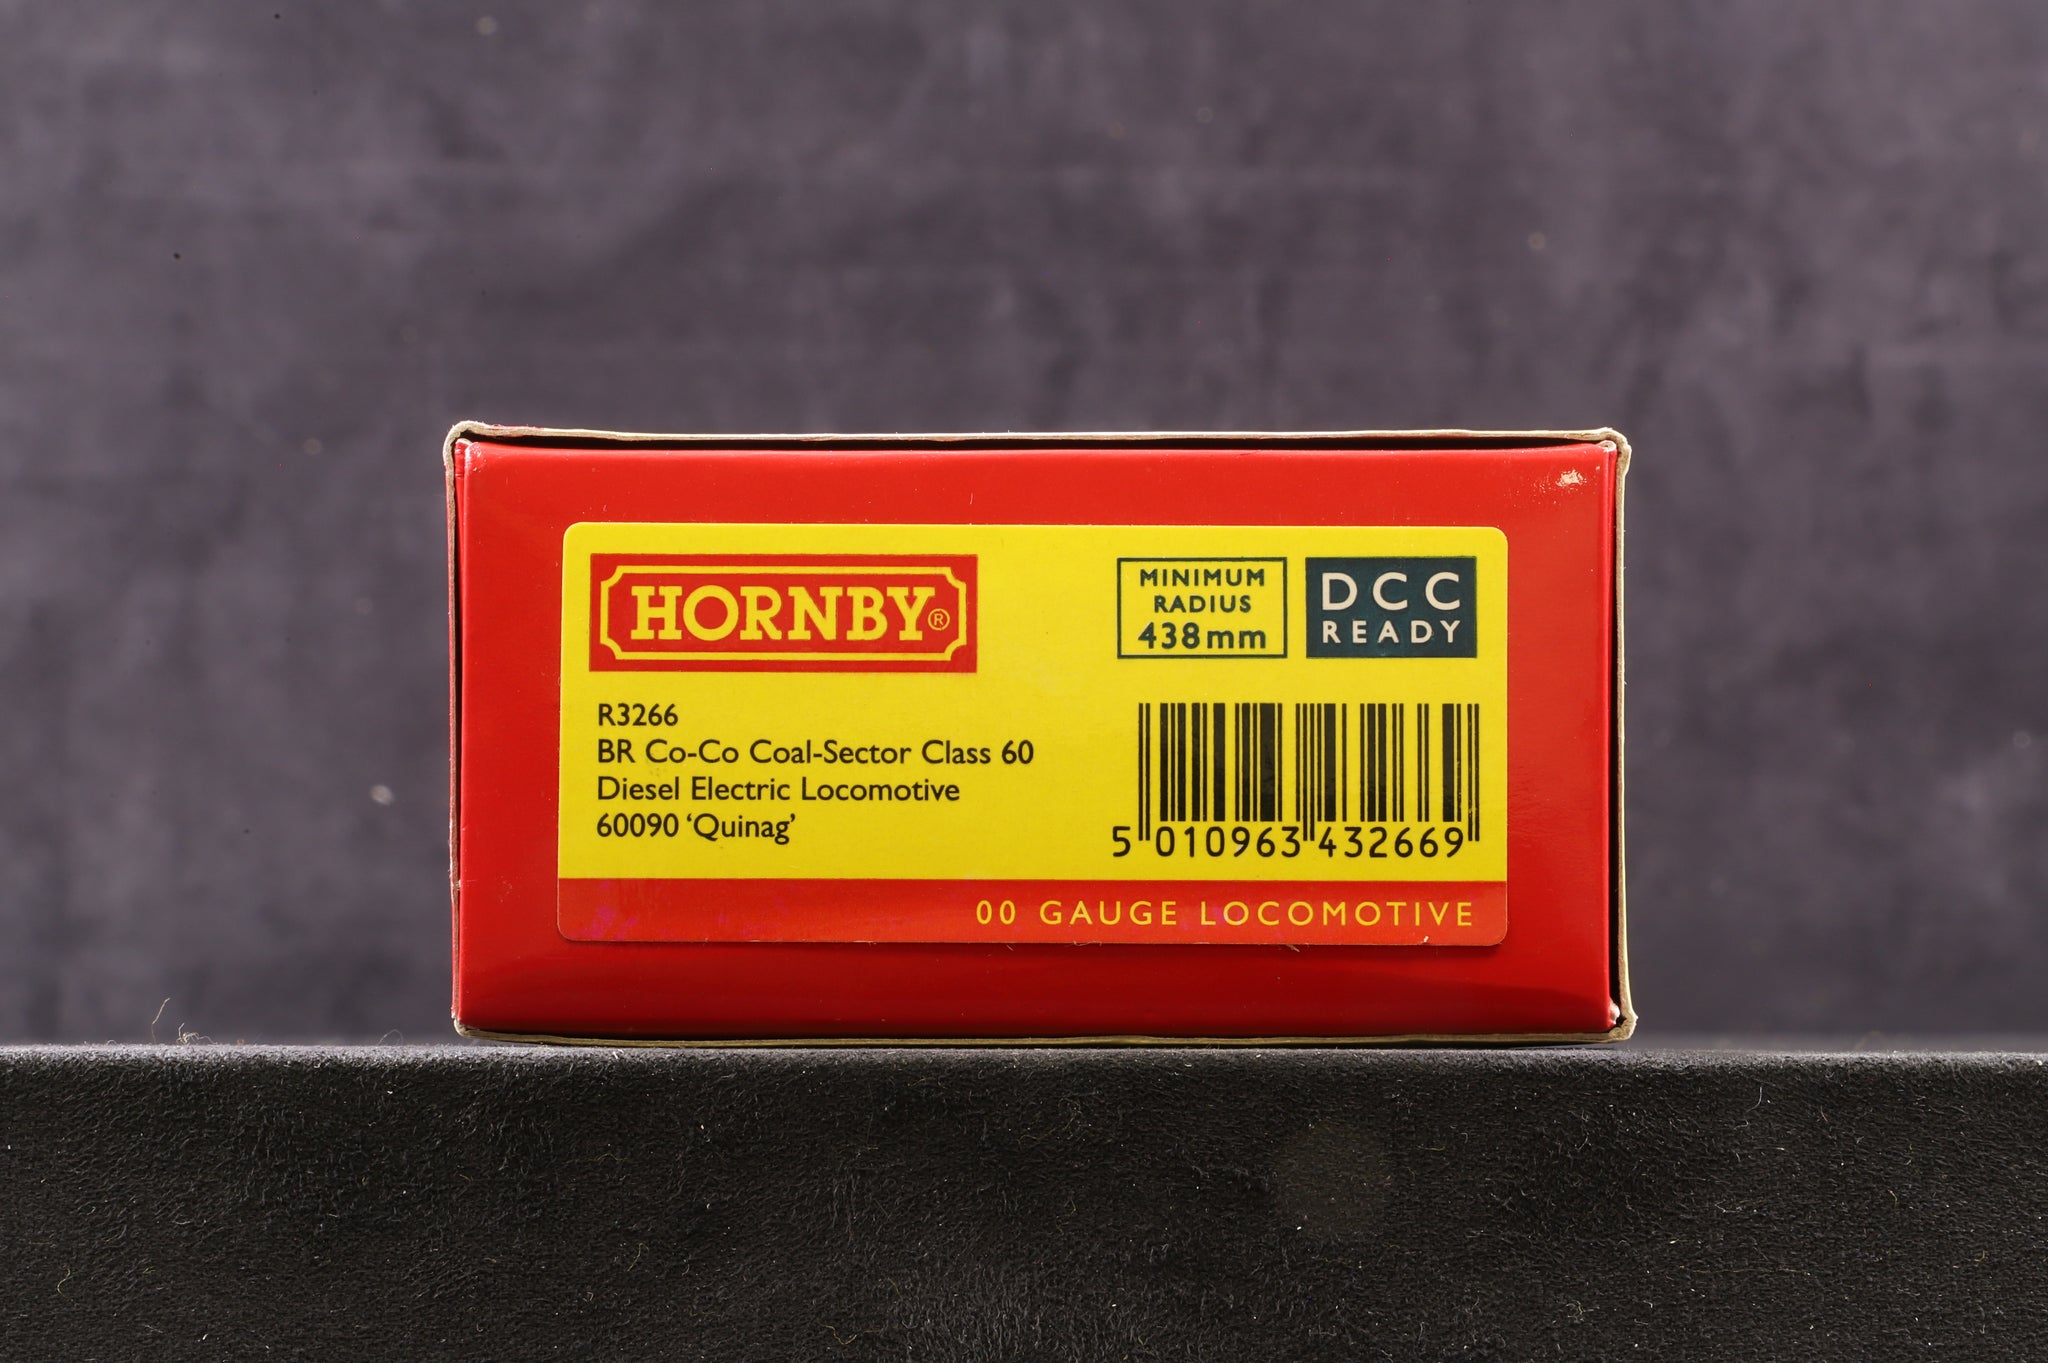 HORNBY®
MINIMUM
RADIUS
438mm
DCC
READY
R3266
BR Co-Co Coal-Sector Class 60
Diesel Electric Locomotive
60090 ‘Quinag’
5 010963 432669
00 GAUGE LOCOMOTIVE